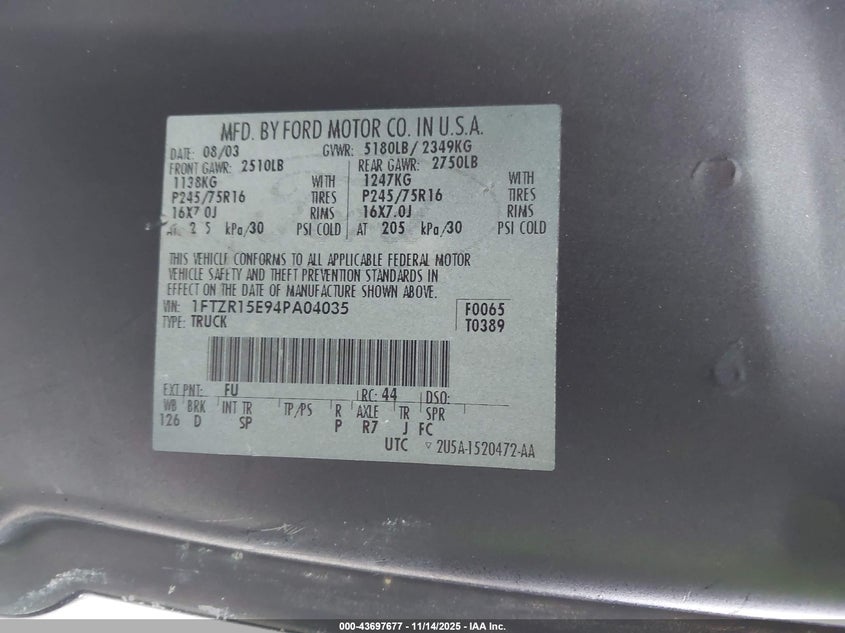 MFD. BY FORD MOTOR CO. IN U.S.A.
DATE: 08/03 GVWR: 5180LB/ 2349KG
FRONT GAWR: 2510LB REAR GAWR: 2750LB
1138KG WITH 1247KG WITH
P245/75R16 TIRES P245/75R16 TIRES
16X7.0J RIMS 16X7.0J RIMS
AT 2 5 kPa/30 PSI COLD AT 205 kPa/30 PSI COLD
THIS VEHICLE CONFORMS TO ALL APPLICABLE FEDERAL MOTOR
VEHICLE SAFETY AND THEFT PREVENTION STANDARDS IN
EFFECT ON THE DATE OF MANUFACTURE SHOWN ABOVE.
VIN: 1FTZR15E94PA04035 F0065
TYPE: TRUCK T0389
EXT PNT: FU RC: 44 DSO:
WB BRK INT TR TP/PS R AXLE TR SPR
126 D SP P R7 J FC
UTC ▿ 2U5A-1520472-AA
000-43697677 - 11/14/2025 - IAA Inc.